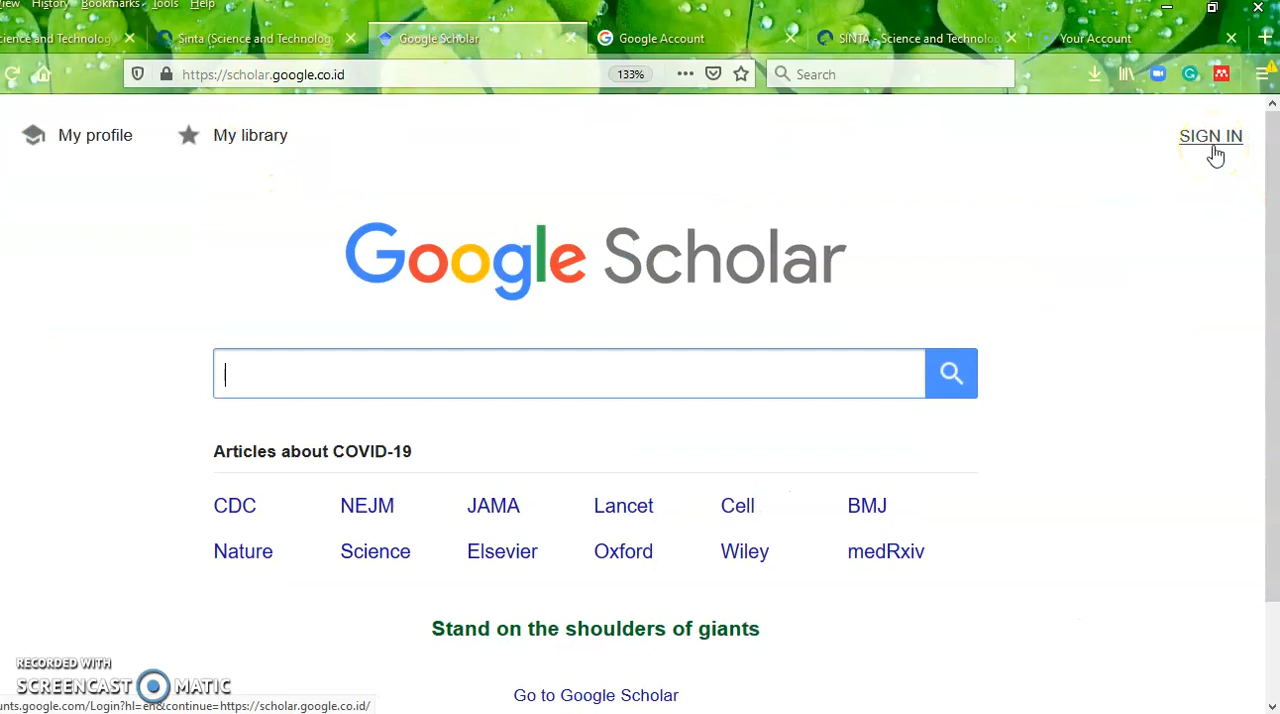 iew History Bookmarks Tools Help
cience and Technolog Sinta (Science and Technolog Google Scholar Google Account SINTA - Science and Technolo Your Account
https://scholar.google.co.id 133% Search
My profile My library SIGN IN
Google Scholar
Articles about COVID-19
CDC NEJM JAMA Lancet Cell BMJ
Nature Science Elsevier Oxford Wiley medRxiv
Stand on the shoulders of giants
Go to Google Scholar
RECORDED WITH
SCREENCAST MATIC
unts.google.com/Login?hl=en&continue=https://scholar.google.co.id/